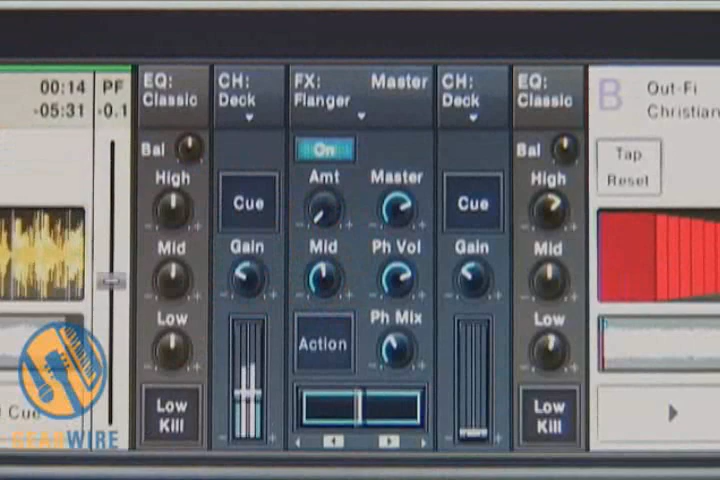 00:14
-05:31
PF
-0.1
EQ:
Classic
CH:
Deck
FX:
Flanger
Master
CH:
Deck
EQ:
Classic
B
Out-Fi
Christian
Bal
On
Bal
Tap
Reset
High
Cue
Amt
Master
Cue
High
Mid
Gain
Mid
Ph Vol
Gain
Mid
Low
Action
Ph Mix
Low
Low
Kill
Low
Kill
Cue
GEARWIRE